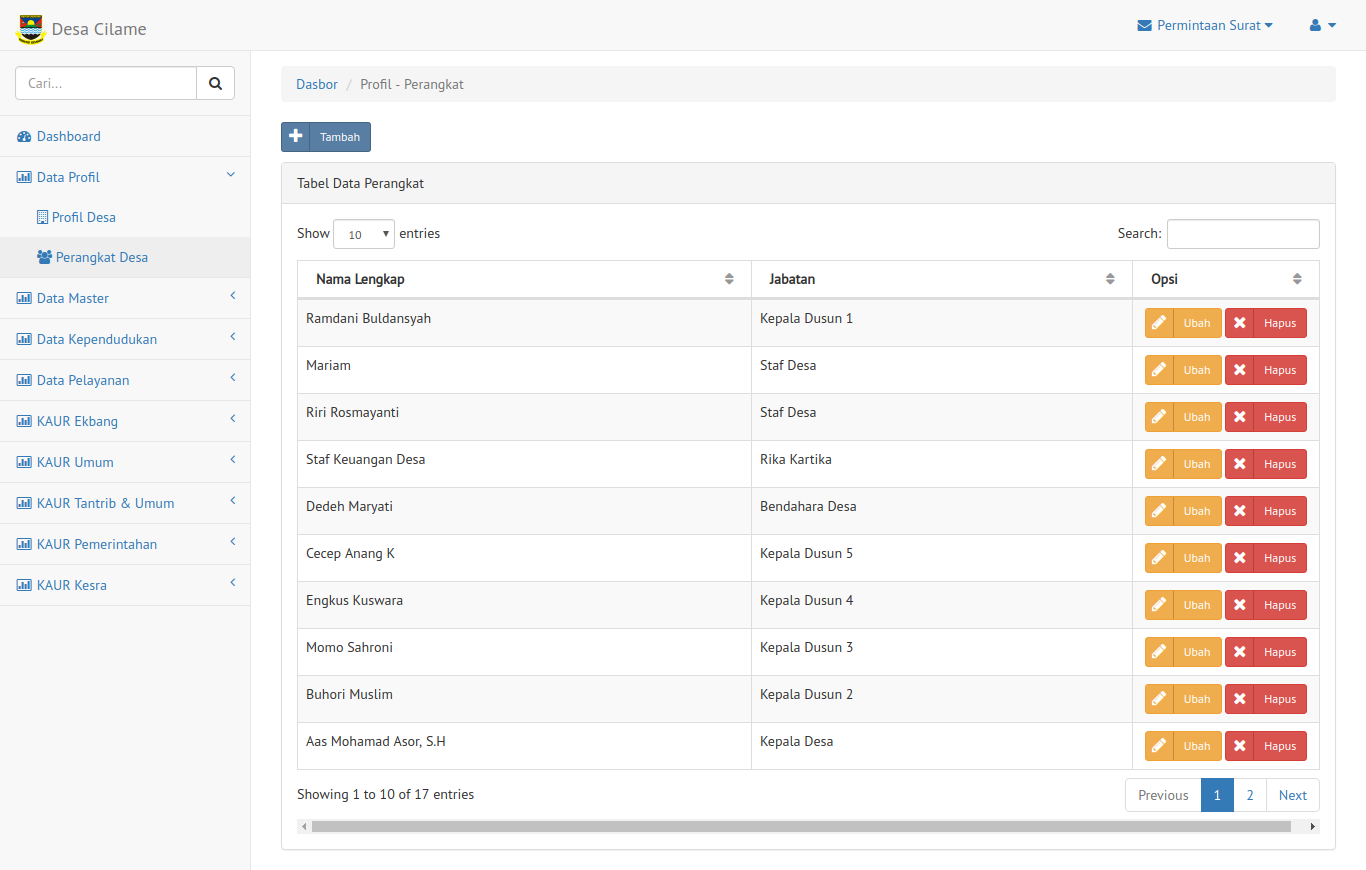 Desa Cilame
Permintaan Surat
Cari...
Dashboard
Data Profil
Profil Desa
Perangkat Desa
Data Master
Data Kependudukan
Data Pelayanan
KAUR Ekbang
KAUR Umum
KAUR Tantrib & Umum
KAUR Pemerintahan
KAUR Kesra
Dasbor / Profil - Perangkat
Tambah
Tabel Data Perangkat
Show 10 entries Search:
Nama Lengkap Jabatan Opsi
Ramdani Buldansyah Kepala Dusun 1 Ubah Hapus
Mariam Staf Desa Ubah Hapus
Riri Rosmayanti Staf Desa Ubah Hapus
Staf Keuangan Desa Rika Kartika Ubah Hapus
Dedeh Maryati Bendahara Desa Ubah Hapus
Cecep Anang K Kepala Dusun 5 Ubah Hapus
Engkus Kuswara Kepala Dusun 4 Ubah Hapus
Momo Sahroni Kepala Dusun 3 Ubah Hapus
Buhori Muslim Kepala Dusun 2 Ubah Hapus
Aas Mohamad Asor, S.H Kepala Desa Ubah Hapus
Showing 1 to 10 of 17 entries Previous 1 2 Next